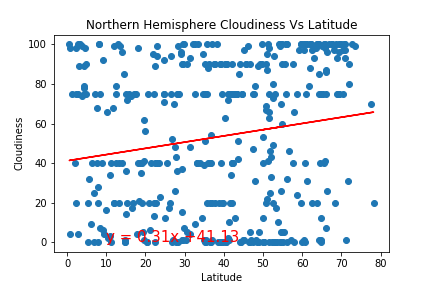 Northern Hemisphere Cloudiness Vs Latitude
100
80
60
40
20
0
Cloudiness
y = 0.31x +41.13
0 10 20 30 40 50 60 70 80
Latitude